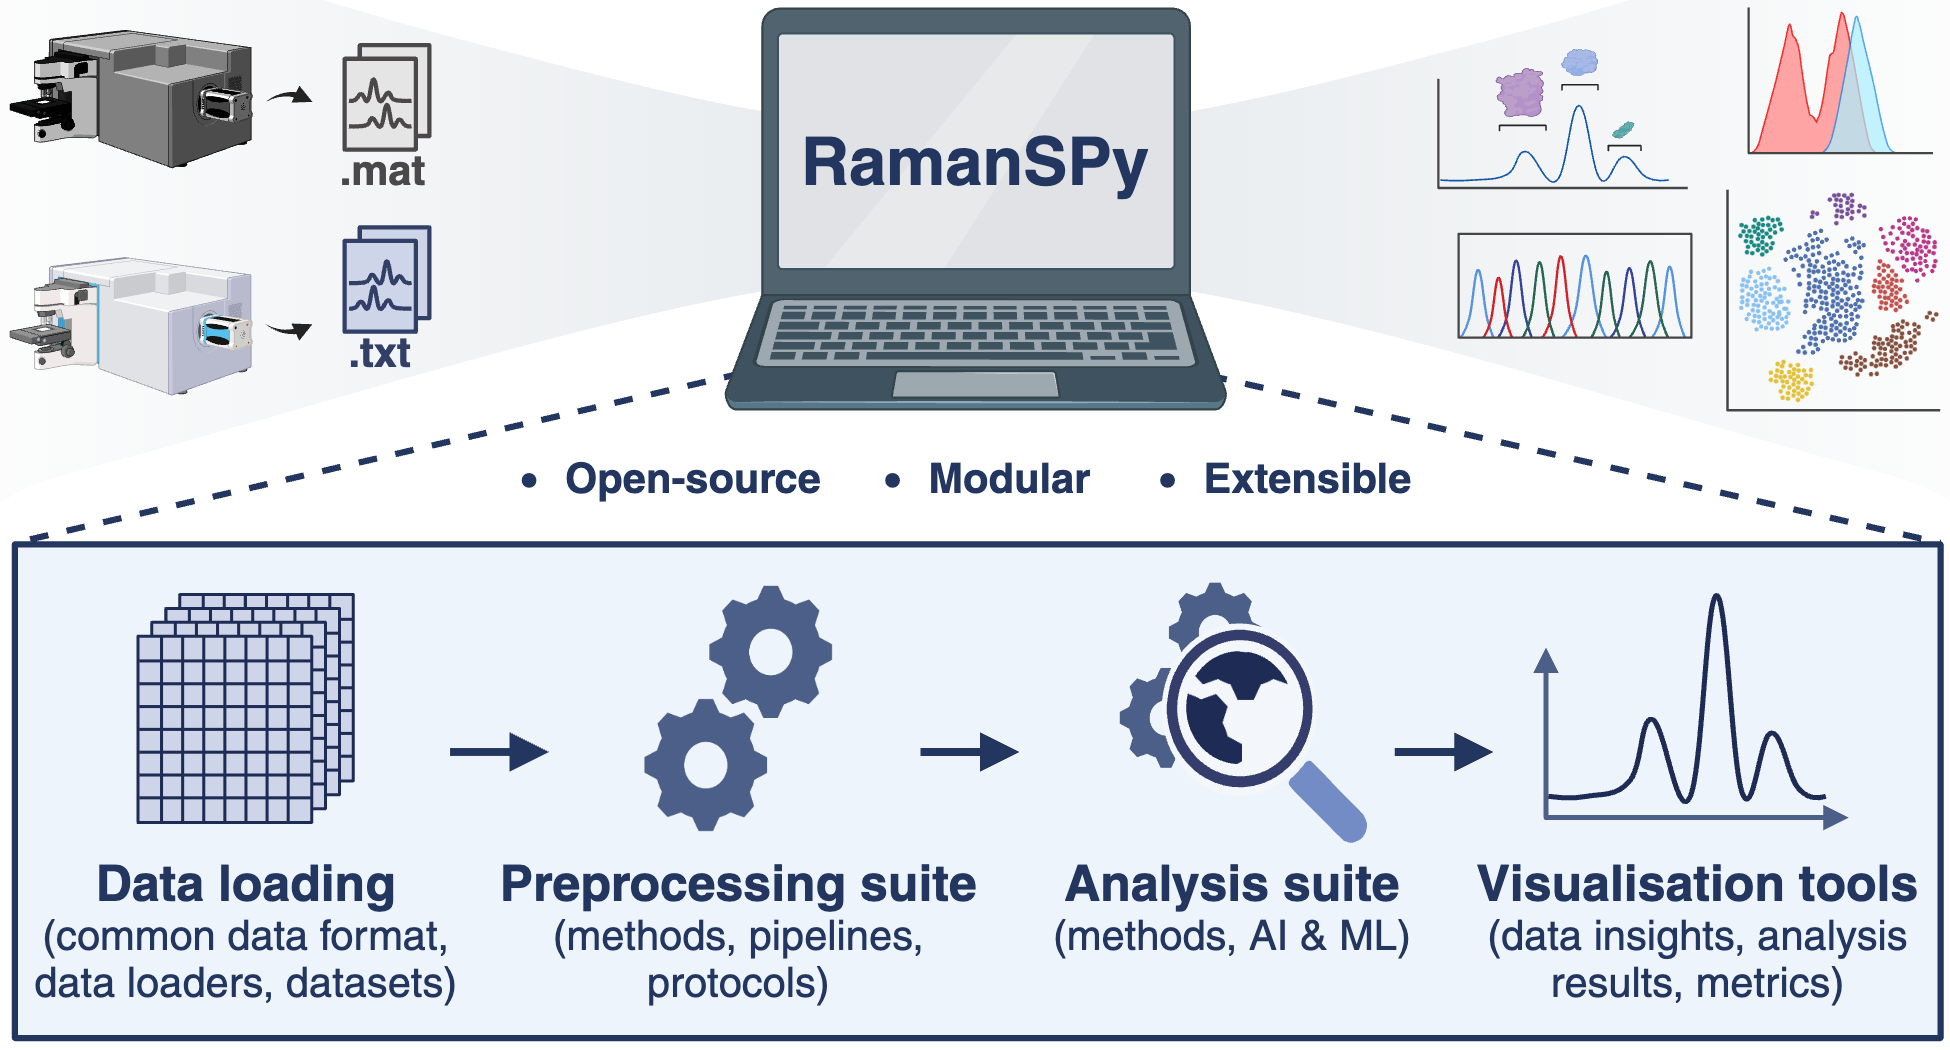 .mat
.txt
RamanSPy
• Open-source • Modular • Extensible
Data loading
(common data format,
data loaders, datasets)
Preprocessing suite
(methods, pipelines,
protocols)
Analysis suite
(methods, AI & ML)
Visualisation tools
(data insights, analysis
results, metrics)